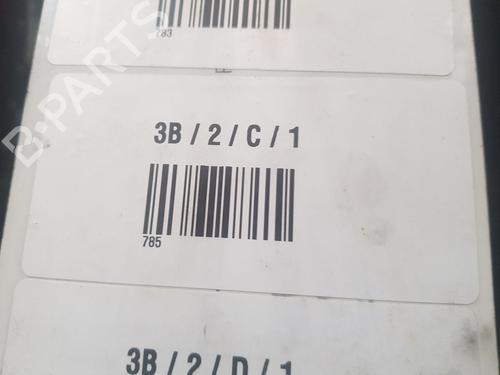 783
B-PARTS
3B / 2 / C / 1
785
3B / 2 / D / 1